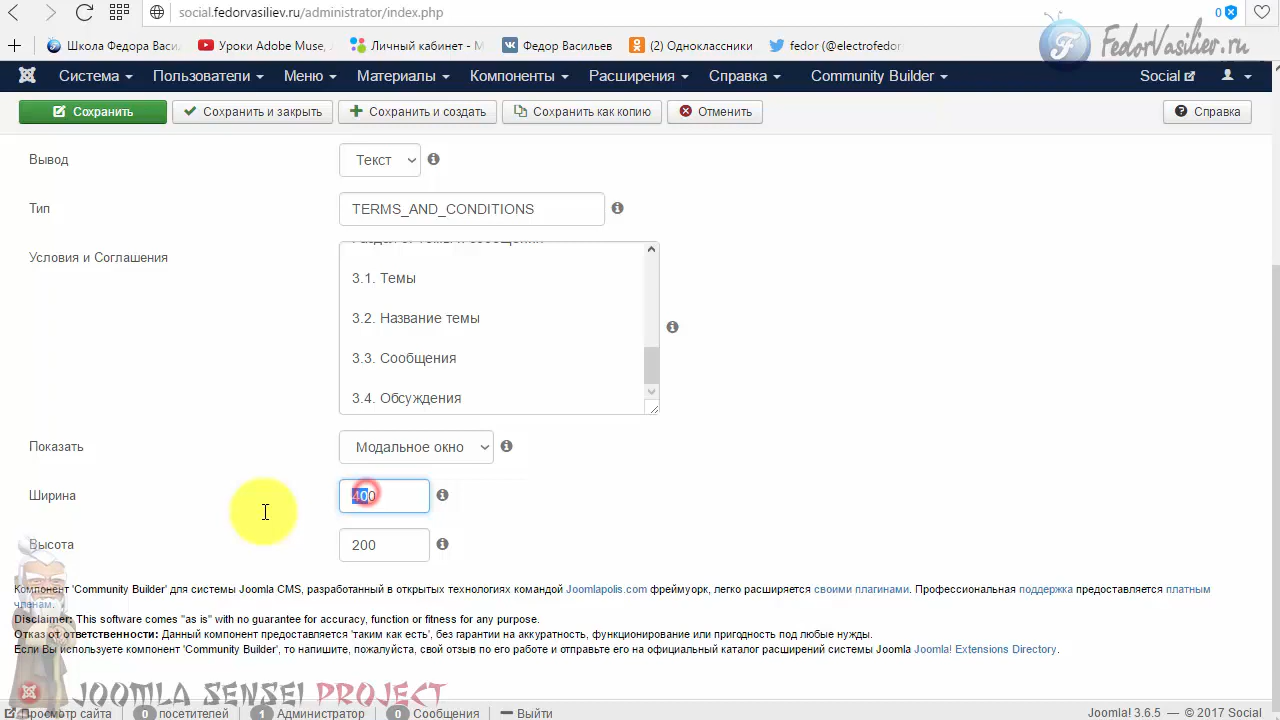 social.fedorvasiliev.ru/administrator/index.php
0
Школа Федора Васи
Уроки Adobe Muse,
Личный кабинет - М
Федор Васильев
(2) Одноклассники
fedor (@electrofedor
FedorVasiliev.ru
Система
Пользователи
Меню
Материалы
Компоненты
Расширения
Справка
Community Builder
Social
Сохранить
Сохранить и закрыть
Сохранить и создать
Сохранить как копию
Отменить
Справка
Вывод
Текст
Тип
TERMS_AND_CONDITIONS
Условия и Соглашения
3.1. Темы
3.2. Название темы
3.3. Сообщения
3.4. Обсуждения
Показать
Модальное окно
Ширина
400
Высота
200
Компонент 'Community Builder' для системы Joomla CMS, разработанный в открытых технологиях командой Joomlapolis.com фреймуорк, легко расширяется своими плагинами. Профессиональная поддержка предоставляется платным
членам.
Disclaimer: This software comes "as is" with no guarantee for accuracy, function or fitness for any purpose.
Отказ от ответственности: Данный компонент предоставляется 'таким как есть', без гарантии на аккуратность, функционирование или пригодность под любые нужды.
Если Вы используете компонент 'Community Builder', то напишите, пожалуйста, свой отзыв по его работе и отправьте его на официальный каталог расширений системы Joomla Joomla! Extensions Directory.
JOOMLA SENSEI PROJECT
Просмотр сайта
0 посетителей
1 Администратор
0 Сообщения
Выйти
Joomla! 3.6.5 — © 2017 Social